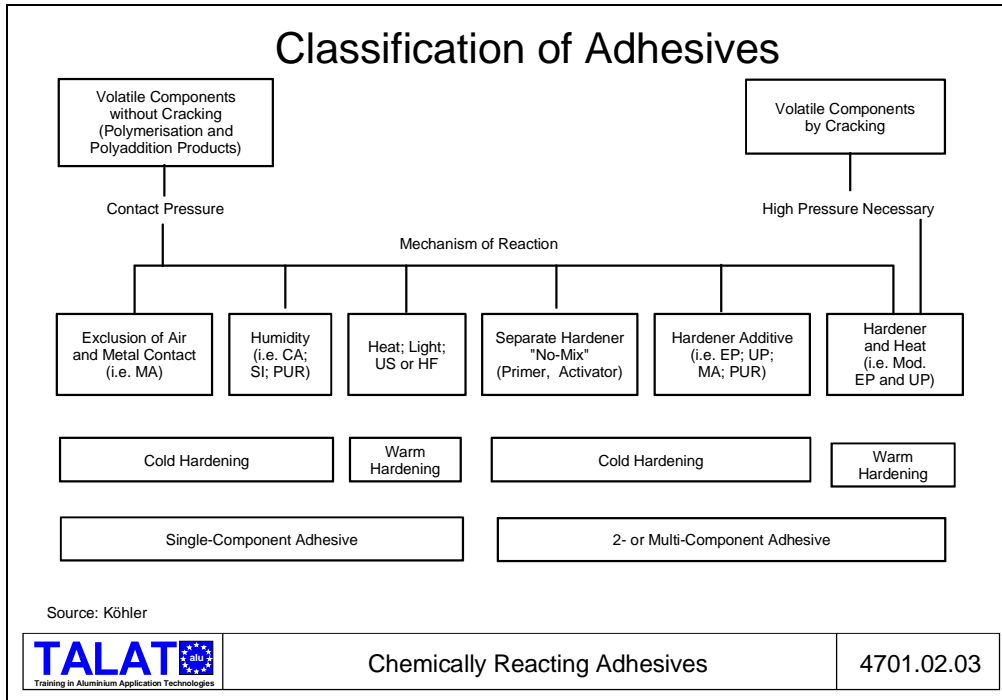 Classification of Adhesives
Volatile Components
without Cracking
(Polymerisation and
Polyaddition Products)
Volatile Components
by Cracking
Contact Pressure
High Pressure Necessary
Mechanism of Reaction
Exclusion of Air
and Metal Contact
(i.e. MA)
Humidity
(i.e. CA;
SI; PUR)
Heat; Light;
US or HF
Separate Hardener
"No-Mix"
(Primer, Activator)
Hardener Additive
(i.e. EP; UP;
MA; PUR)
Hardener
and Heat
(i.e. Mod.
EP and UP)
Cold Hardening
Warm
Hardening
Cold Hardening
Warm
Hardening
Single-Component Adhesive
2- or Multi-Component Adhesive
Source: Köhler
TALAT
alu
Training in Aluminium Application Technologies
Chemically Reacting Adhesives
4701.02.03